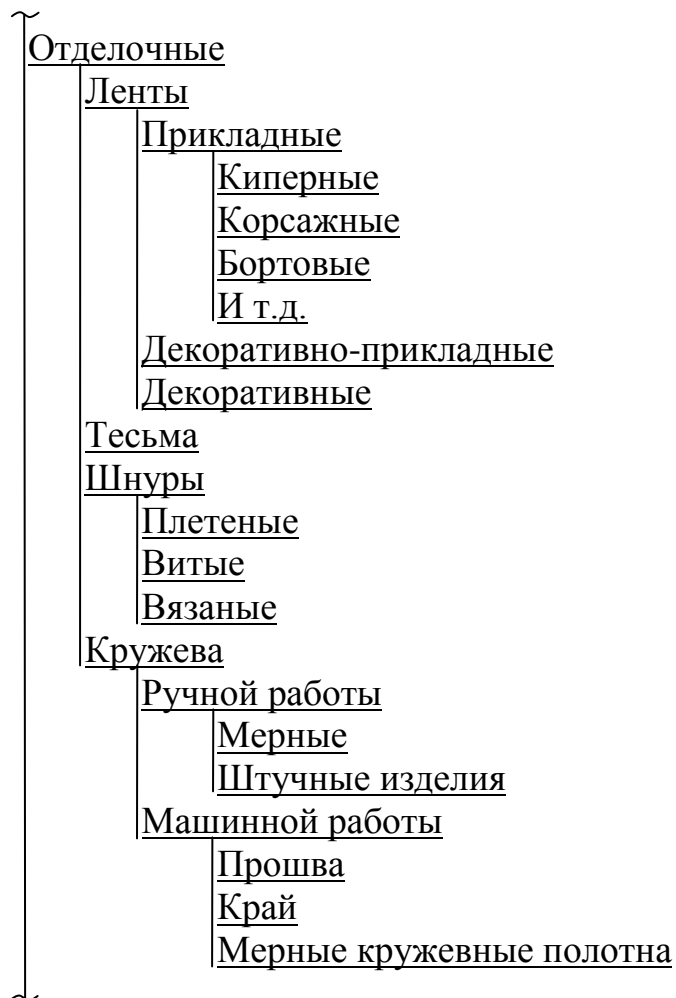 Отделочные
Ленты
Прикладные
Киперные
Корсажные
Бортовые
И т.д.
Декоративно-прикладные
Декоративные
Тесьма
Шнуры
Плетеные
Витые
Вязаные
Кружева
Ручной работы
Мерные
Штучные изделия
Машинной работы
Прошва
Край
Мерные кружевные полотна